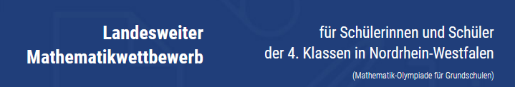 Landesweiter
Mathematikwettbewerb
für Schülerinnen und Schüler
der 4. Klassen in Nordrhein-Westfalen
(Mathematik-Olympiade für Grundschulen)